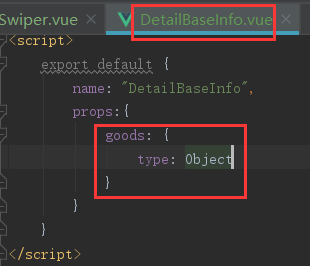 Swiper.vue × DetailBaseInfo.vue
<script>
export default {
name: "DetailBaseInfo",
props:{
goods: {
type: Object
}
}
}
</script>